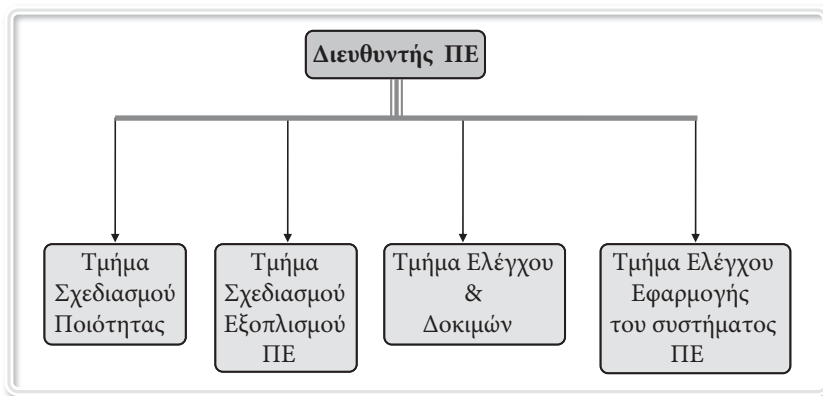 Διευθυντής ΠΕ
Τμήμα
Σχεδιασμού
Ποιότητας
Τμήμα
Σχεδιασμού
Εξοπλισμού
ΠΕ
Τμήμα Ελέγχου
&
Δοκιμών
Τμήμα Ελέγχου
Εφαρμογής
του συστήματος
ΠΕ